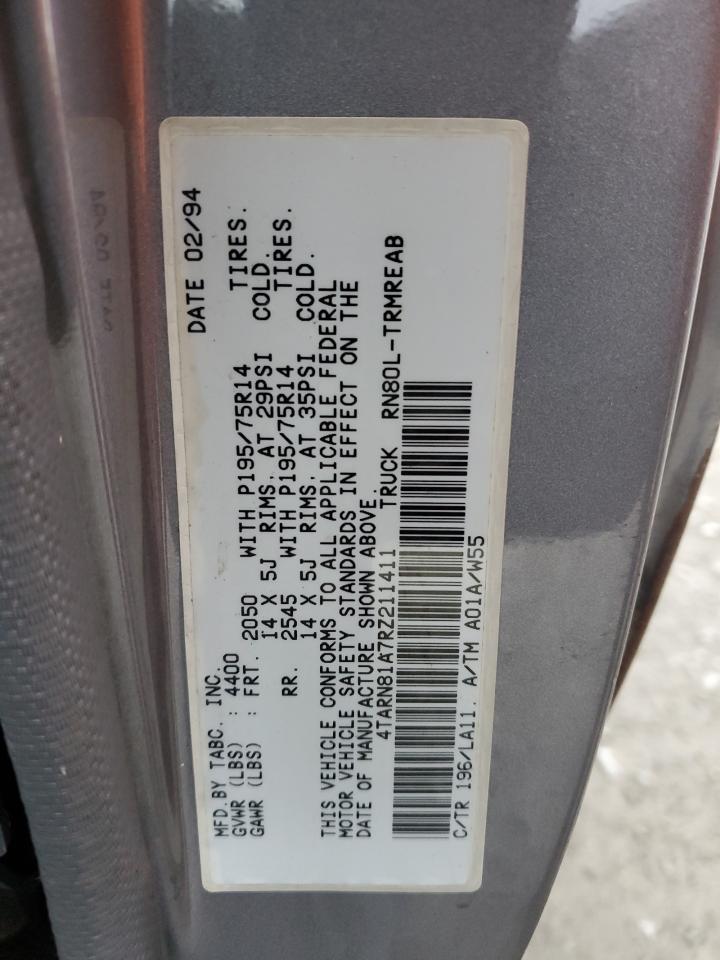 DATE 02/94
MFD.BY TABC. INC.
GVWR (LBS) : 4400
GAWR (LBS) : FRT. 2050 WITH P195/75R14 TIRES.
14 X 5J RIMS. AT 29PSI COLD.
RR. 2545 WITH P195/75R14 TIRES.
14 X 5J RIMS. AT 35PSI COLD.
THIS VEHICLE CONFORMS TO ALL APPLICABLE FEDERAL
MOTOR VEHICLE SAFETY STANDARDS IN EFFECT ON THE
DATE OF MANUFACTURE SHOWN ABOVE.
4TARN81A7RZ211411 TRUCK RN80L-TRMREAB
C/TR 196/LA11. A/TM A01A/W55